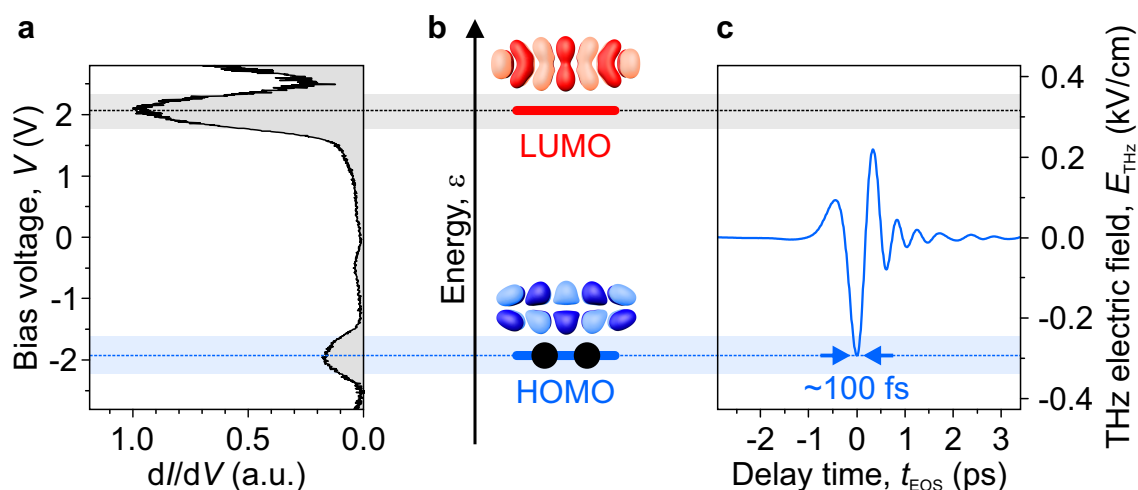 a
b
c
Bias voltage, V (V)
2
1
0
-1
-2
1.0
0.5
0.0
dI/dV (a.u.)
Energy, ε
LUMO
HOMO
~100 fs
-2
-1
0
1
2
3
Delay time, tEOS (ps)
0.4
0.2
0.0
-0.2
-0.4
THz electric field, ETHz (kV/cm)